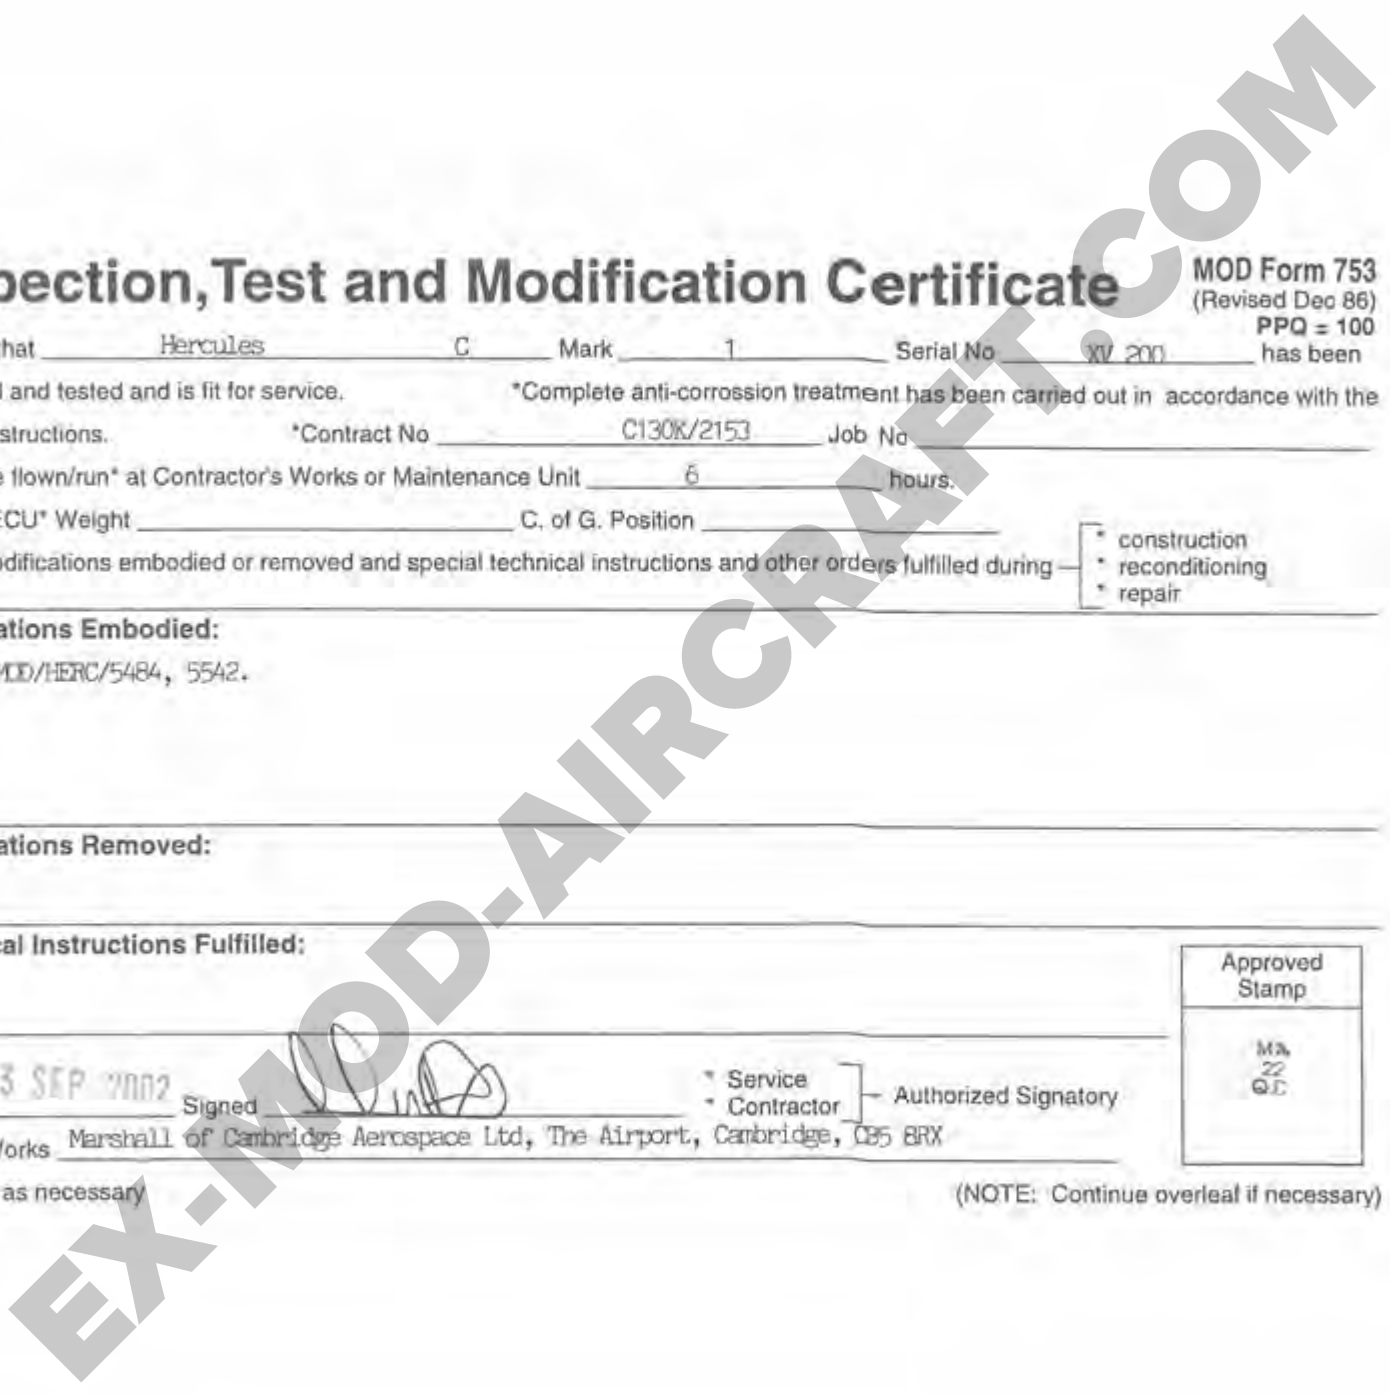 pection, Test and Modification Certificate
MOD Form 753
(Revised Dec 86)
PPQ = 100
hat Hercules C Mark 1 Serial No XV 200 has been
and tested and is fit for service. *Complete anti-corrossion treatment has been carried out in accordance with the
structions. *Contract No C130K/2153 Job No
flown/run* at Contractor's Works or Maintenance Unit 6 hours.
ECU* Weight C. of G. Position
odifications embodied or removed and special technical instructions and other orders fulfilled during
* construction
* reconditioning
* repair
ations Embodied:
MOD/HERC/5484, 5542.
ations Removed:
cal Instructions Fulfilled:
Approved
Stamp
MA
22
QC
3 SEP 2002 Signed
* Service
* Contractor
Authorized Signatory
Works Marshall of Cambridge Aerospace Ltd, The Airport, Cambridge, CB5 8RX
as necessary (NOTE: Continue overleaf if necessary)
EX-MOD-AIRCRAFT.COM